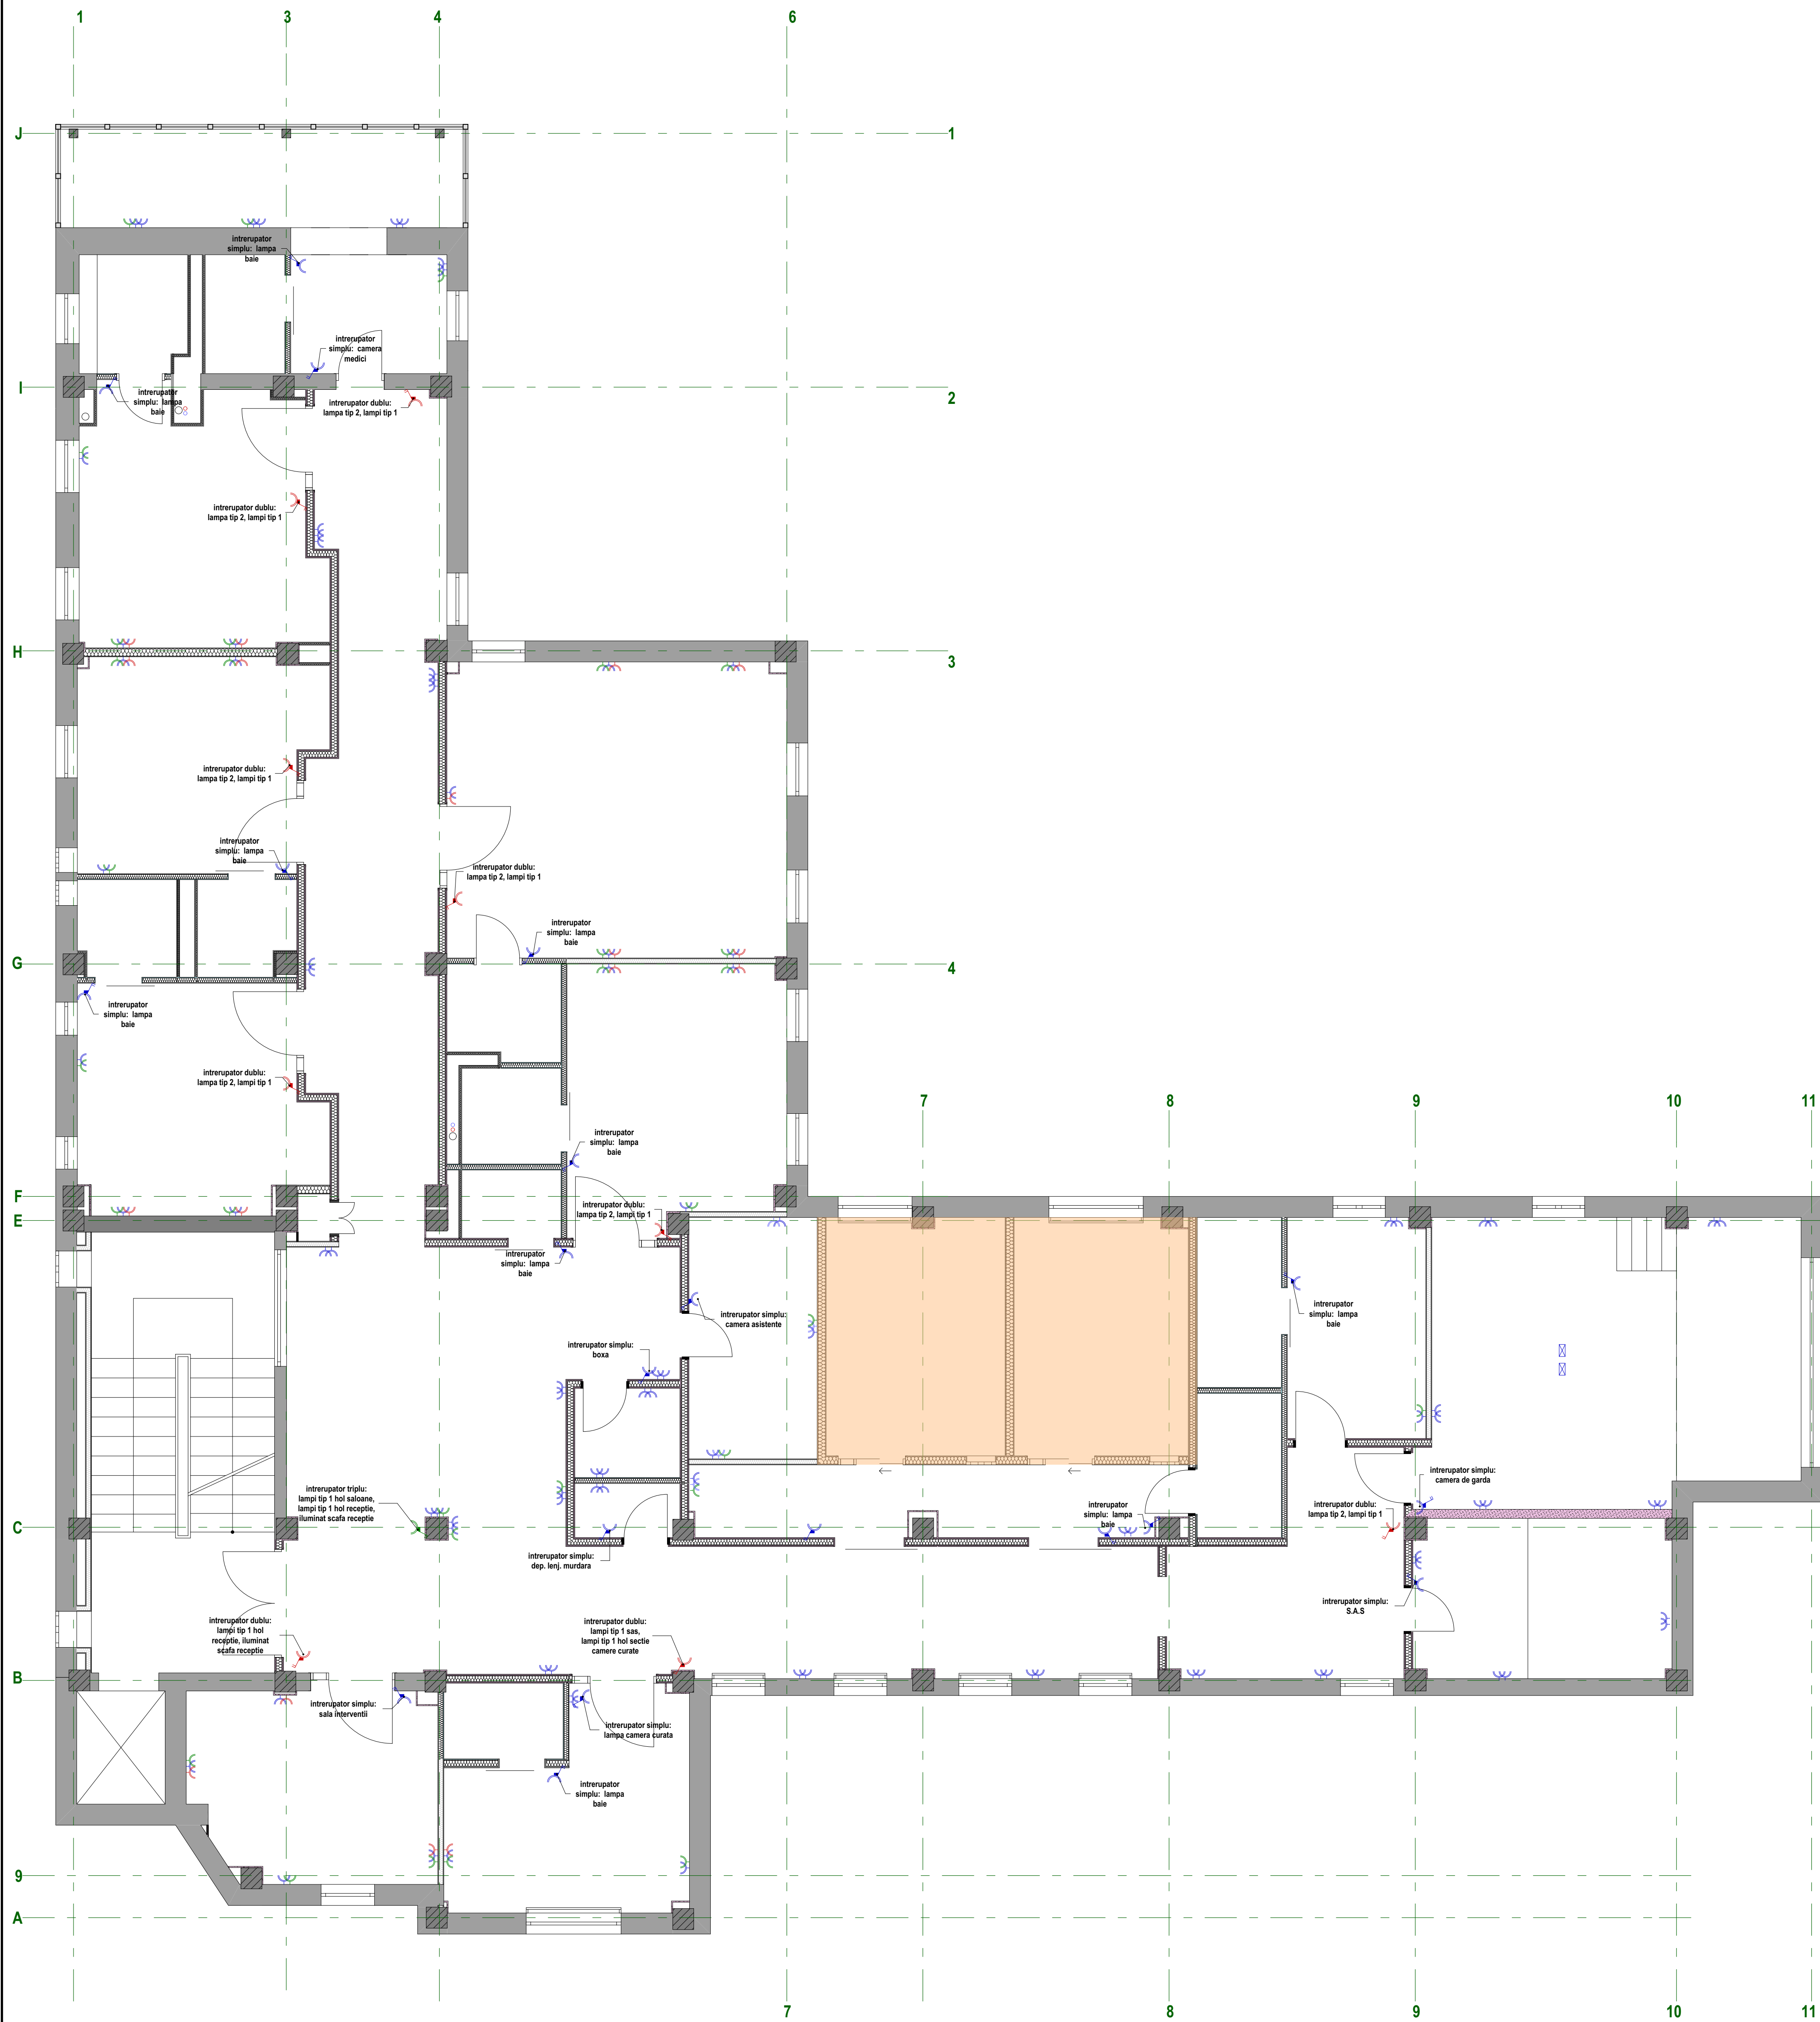 1
3
4
6
J
1
intrerupator
simplu: lampa
baie
intrerupator
simplu: camera
medici
I
2
intrerupator
simplu: lampa
baie
intrerupator dublu:
lampa tip 2, lampi tip 1
intrerupator dublu:
lampa tip 2, lampi tip 1
H
3
intrerupator dublu:
lampa tip 2, lampi tip 1
intrerupator
simplu: lampa
baie
intrerupator dublu:
lampa tip 2, lampi tip 1
intrerupator
simplu: lampa
baie
G
4
intrerupator
simplu: lampa
baie
intrerupator dublu:
lampa tip 2, lampi tip 1
7
8
9
10
11
intrerupator
simplu: lampa
baie
F
intrerupator dublu:
lampa tip 2, lampi tip 1
E
intrerupator
simplu: lampa
baie
intrerupator simplu:
camera asistente
intrerupator
simplu: lampa
baie
intrerupator simplu:
boxa
intrerupator triplu:
lampi tip 1 hol saloane,
lampi tip 1 hol receptie,
iluminat scafa receptie
intrerupator simplu:
camera de garda
intrerupator
simplu: lampa
baie
intrerupator dublu:
lampa tip 2, lampi tip 1
C
intrerupator simplu:
dep. lenj. murdara
intrerupator simplu:
S.A.S
intrerupator dublu:
lampi tip 1 hol
receptie, iluminat
scafa receptie
intrerupator dublu:
lampi tip 1 sas,
lampi tip 1 hol sectie
camere curate
B
intrerupator simplu:
sala interventii
intrerupator simplu:
lampa camera curata
intrerupator
simplu: lampa
baie
9
A
7
8
9
10
11